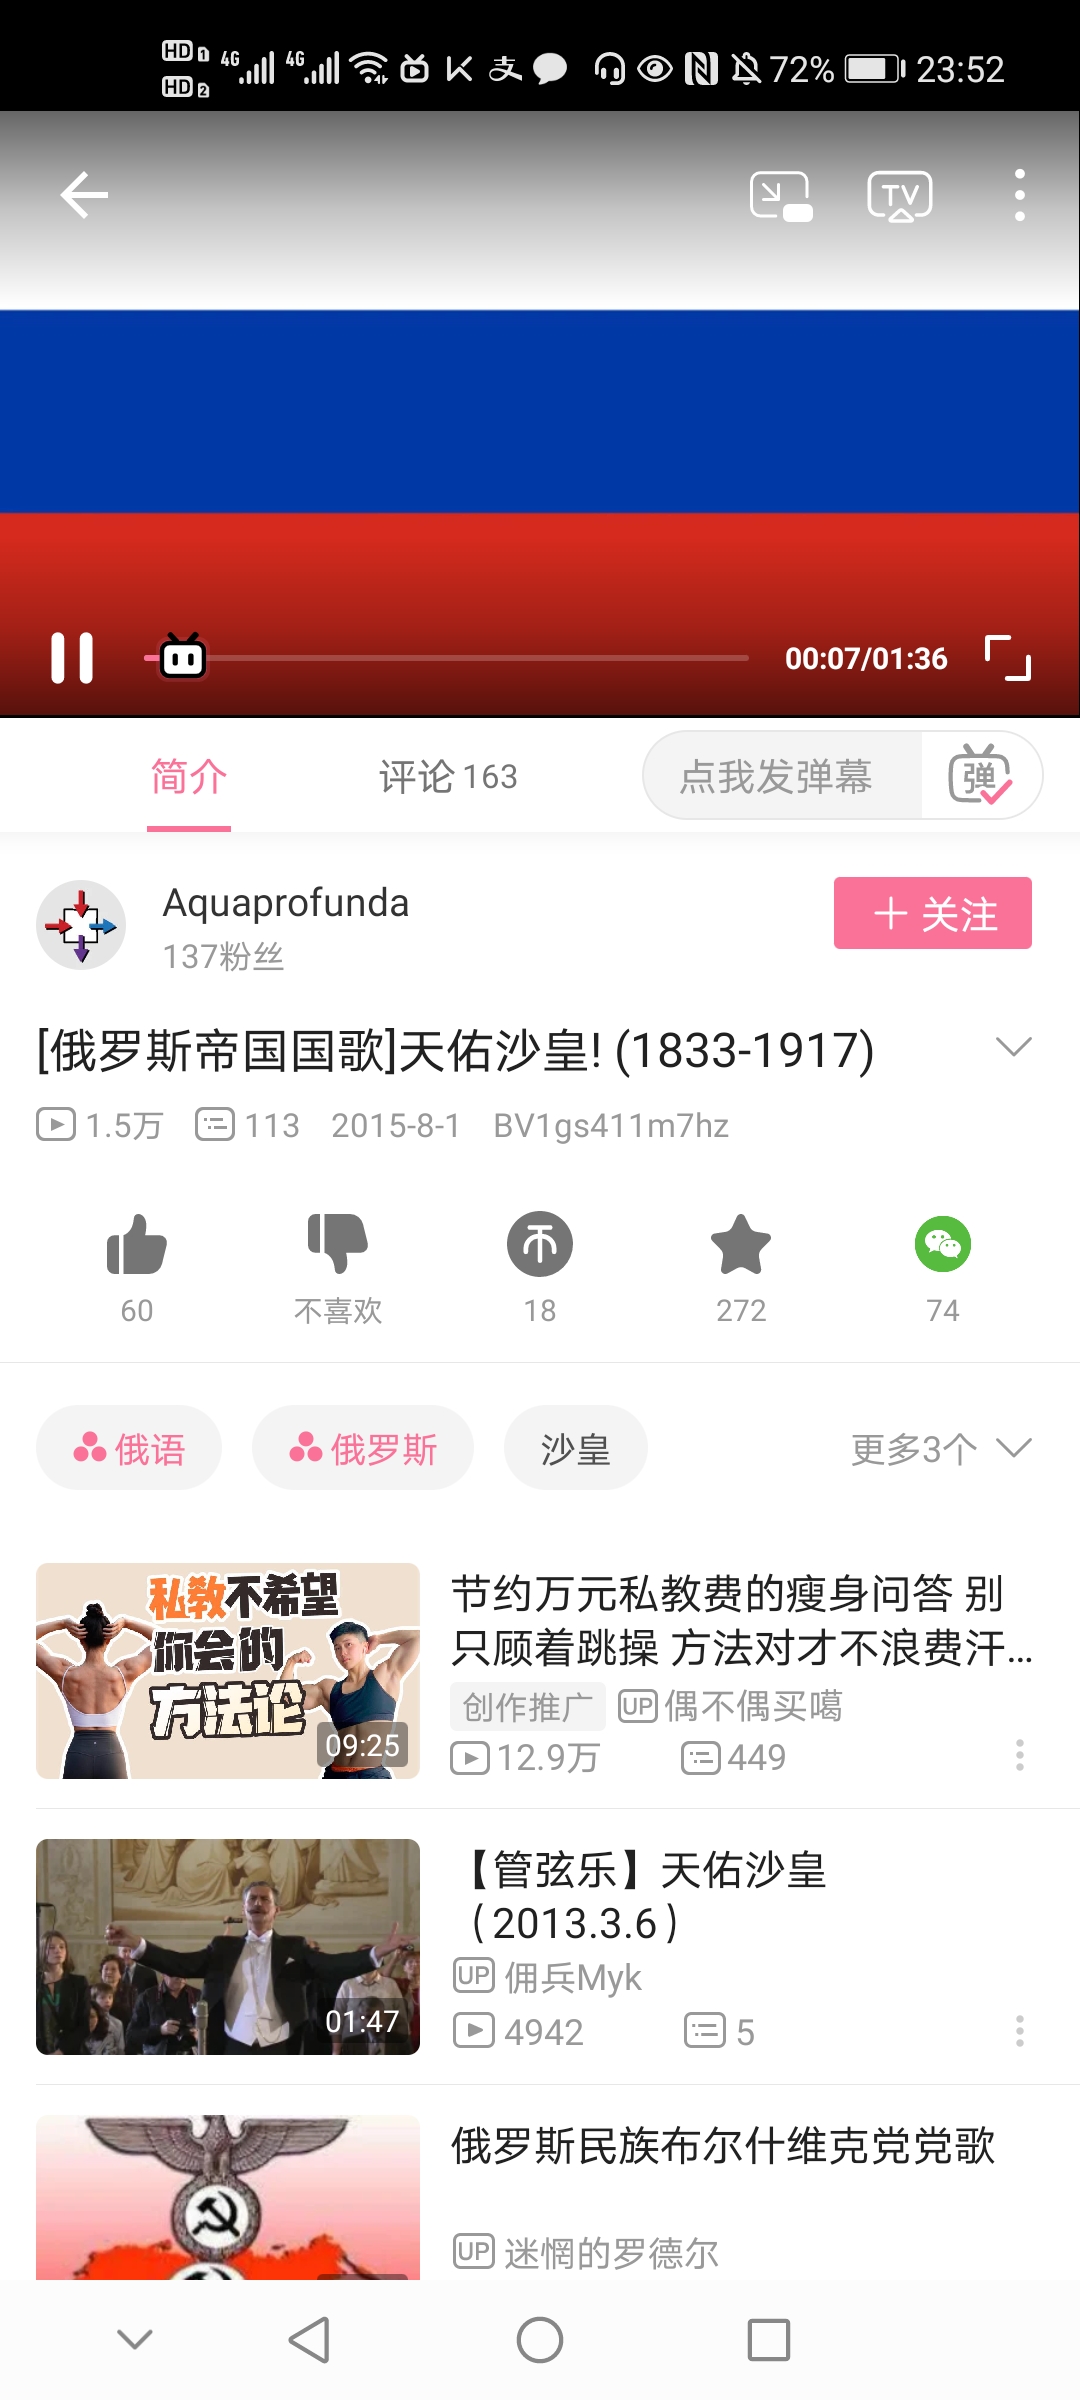 HD 1 4G 4G 72% 23:52
HD 2
TV
00:07/01:36
简介 评论 163 点我发弹幕 弹
Aquaprofunda
137粉丝
+ 关注
[俄罗斯帝国国歌]天佑沙皇! (1833-1917)
1.5万 113 2015-8-1 BV1gs411m7hz
60 不喜欢 18 272 74
俄语 俄罗斯 沙皇 更多3个
私教不希望
你会的
方法论
09:25
节约万元私教费的瘦身问答 别
只顾着跳操 方法对才不浪费汗...
创作推广 UP 偶不偶买噶
12.9万 449
01:47
【管弦乐】天佑沙皇
（2013.3.6）
UP 佣兵Myk
4942 5
俄罗斯民族布尔什维克党党歌
UP 迷惘的罗德尔